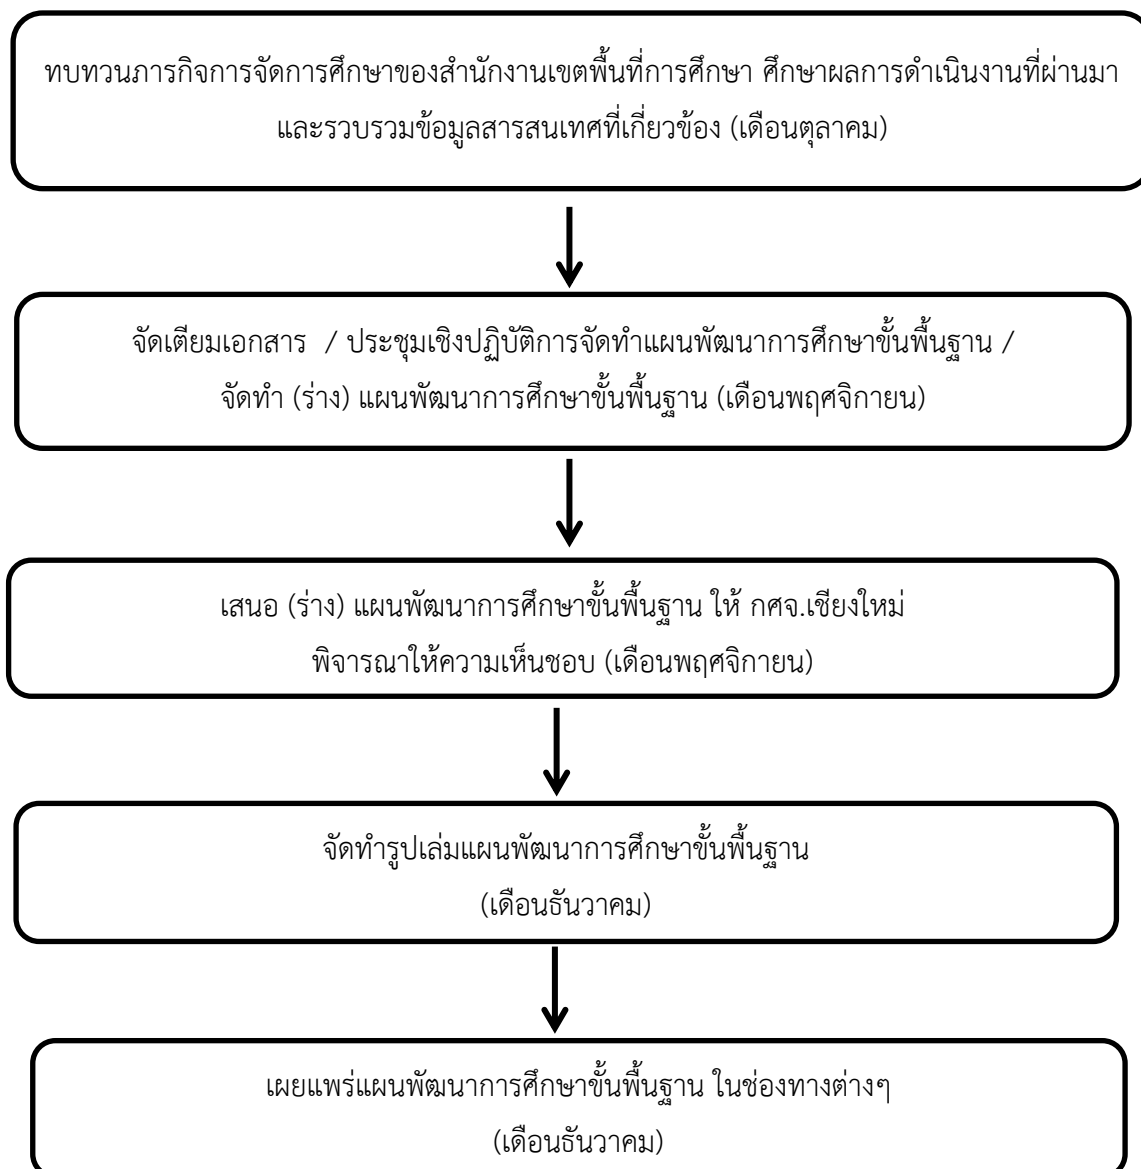 ทบทวนภารกิจการจัดการศึกษาของสำนักงานเขตพื้นที่การศึกษา ศึกษาผลการดำเนินงานที่ผ่านมา
และรวบรวมข้อมูลสารสนเทศที่เกี่ยวข้อง (เดือนตุลาคม)
จัดเตียมเอกสาร / ประชุมเชิงปฏิบัติการจัดทำแผนพัฒนาการศึกษาขั้นพื้นฐาน /
จัดทำ (ร่าง) แผนพัฒนาการศึกษาขั้นพื้นฐาน (เดือนพฤศจิกายน)
เสนอ (ร่าง) แผนพัฒนาการศึกษาขั้นพื้นฐาน ให้ กศจ.เชียงใหม่
พิจารณาให้ความเห็นชอบ (เดือนพฤศจิกายน)
จัดทำรูปเล่มแผนพัฒนาการศึกษาขั้นพื้นฐาน
(เดือนธันวาคม)
เผยแพร่แผนพัฒนาการศึกษาขั้นพื้นฐาน ในช่องทางต่างๆ
(เดือนธันวาคม)